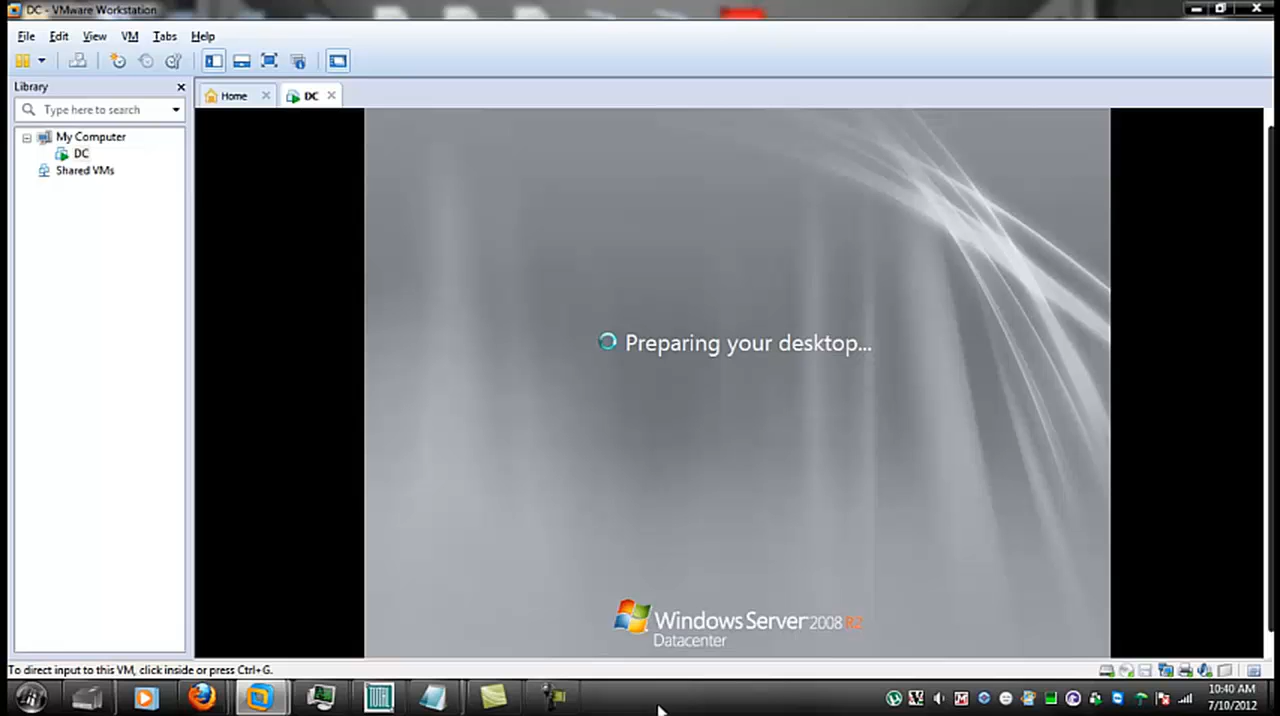 DC - VMware Workstation
File Edit View VM Tabs Help
Library
Home
DC
Type here to search
My Computer
DC
Shared VMs
Preparing your desktop...
Windows Server 2008 R2
Datacenter
To direct input to this VM, click inside or press Ctrl+G.
10:40 AM
7/10/2012